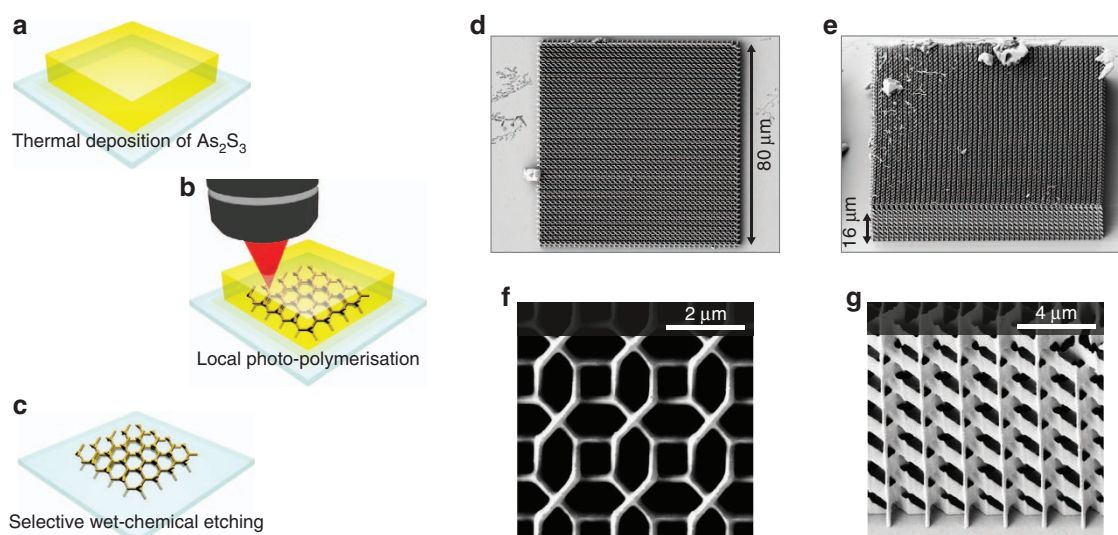 a
Thermal deposition of As₂S₃
b
Local photo-polymerisation
c
Selective wet-chemical etching
d
80 μm
e
16 μm
f
2 μm
g
4 μm